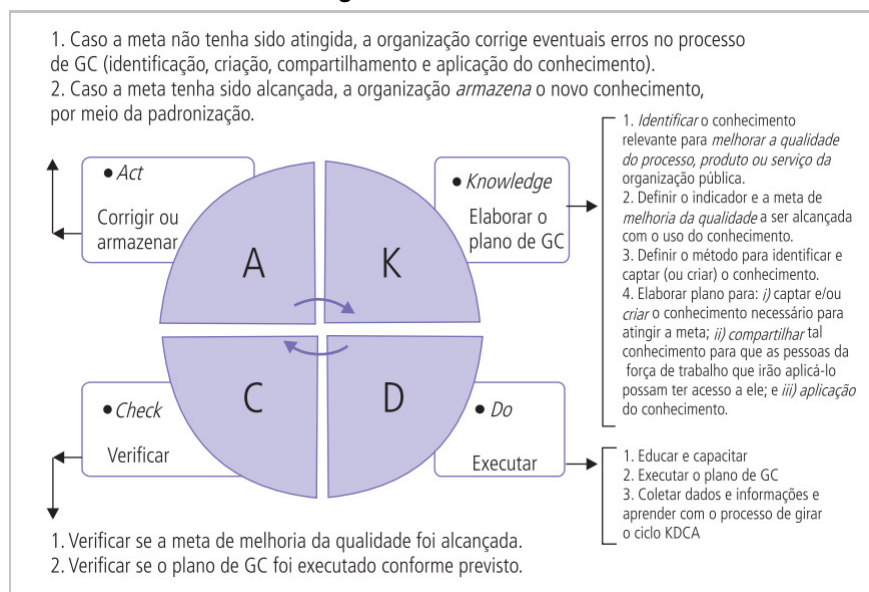 1. Caso a meta não tenha sido atingida, a organização corrige eventuais erros no processo
de GC (identificação, criação, compartilhamento e aplicação do conhecimento).
2. Caso a meta tenha sido alcançada, a organização armazena o novo conhecimento,
por meio da padronização.
• Act
Corrigir ou
armazenar
A
K
• Knowledge
Elaborar o
plano de GC
1. Identificar o conhecimento
relevante para melhorar a qualidade
do processo, produto ou serviço da
organização pública.
2. Definir o indicador e a meta de
melhoria da qualidade a ser alcançada
com o uso do conhecimento.
3. Definir o método para identificar e
captar (ou criar) o conhecimento.
4. Elaborar plano para: i) captar e/ou
criar o conhecimento necessário para
atingir a meta; ii) compartilhar tal
conhecimento para que as pessoas da
força de trabalho que irão aplicá-lo
possam ter acesso a ele; e iii) aplicação
do conhecimento.
• Check
Verificar
C
D
• Do
Executar
1. Educar e capacitar
2. Executar o plano de GC
3. Coletar dados e informações e
aprender com o processo de girar
o ciclo KDCA
1. Verificar se a meta de melhoria da qualidade foi alcançada.
2. Verificar se o plano de GC foi executado conforme previsto.